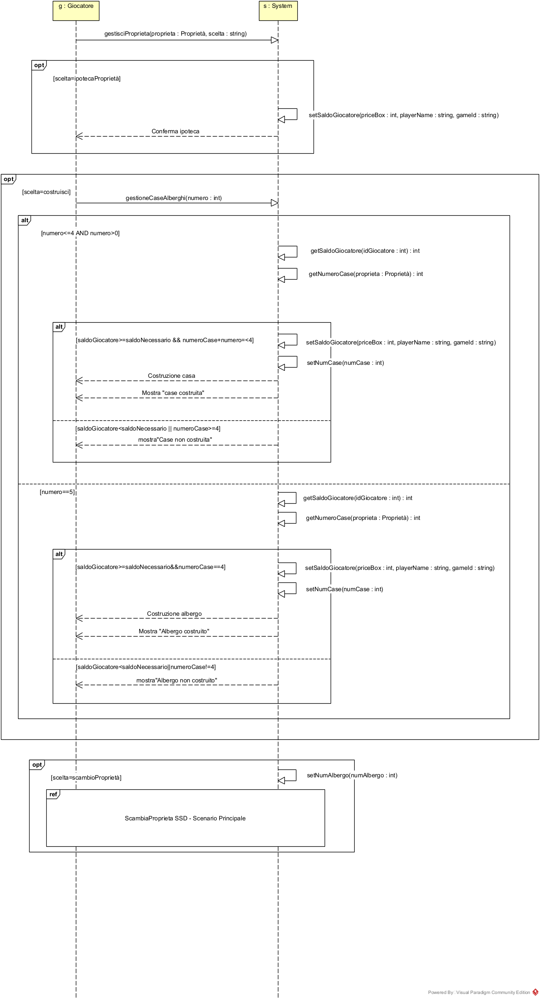 g : Giocatore
s : System
gestisciProprieta(proprieta : Proprietà, scelta : string)
opt
[scelta=ipotecaProprietà]
setSaldoGiocatore(priceBox : int, playerName : string, gameId : string)
Conferma ipoteca
opt
[scelta=costruisci]
gestioneCaseAlberghi(numero : int)
alt
[numero<=4 AND numero>0]
getSaldoGiocatore(idGiocatore : int) : int
getNumeroCase(proprieta : Proprietà) : int
alt
[saldoGiocatore>=saldoNecessario && numeroCase+numero=<4]
setSaldoGiocatore(priceBox : int, playerName : string, gameId : string)
setNumCase(numCase : int)
Costruzione casa
Mostra "case costruita"
[saldoGiocatore<saldoNecessario || numeroCase>=4]
mostra"Case non costruita"
[numero==5]
getSaldoGiocatore(idGiocatore : int) : int
getNumeroCase(proprieta : Proprietà) : int
alt
[saldoGiocatore>=saldoNecessario&&numeroCase==4]
setSaldoGiocatore(priceBox : int, playerName : string, gameId : string)
setNumCase(numCase : int)
Costruzione albergo
Mostra "Albergo costruito"
[saldoGiocatore<saldoNecessario||numeroCase!=4]
mostra"Albergo non costruito"
opt
[scelta=scambioProprietà]
setNumAlbergo(numAlbergo : int)
ref
ScambiaProprieta SSD - Scenario Principale
Powered By Visual Paradigm Community Edition